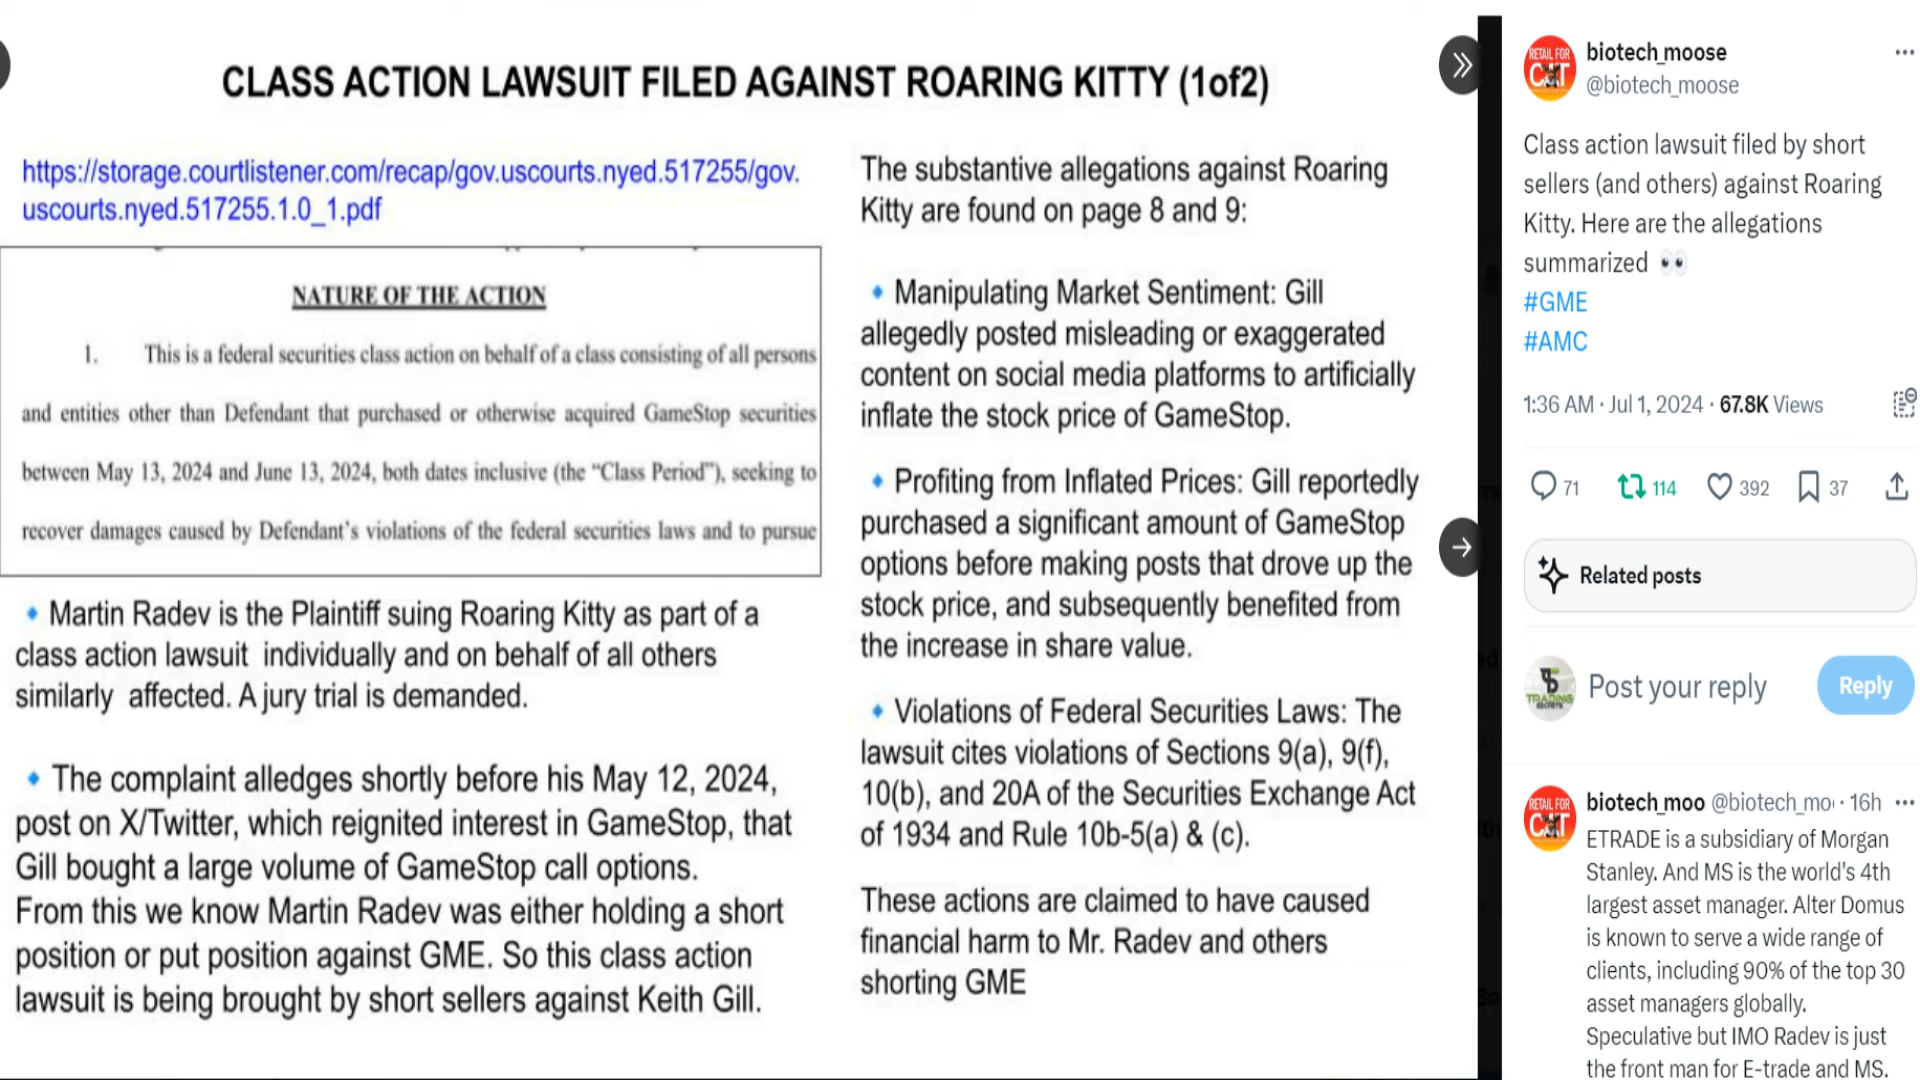 CLASS ACTION LAWSUIT FILED AGAINST ROARING KITTY (1of2)
https://storage.courtlistener.com/recap/gov.uscourts.nyed.517255/gov.
uscourts.nyed.517255.1.0_1.pdf
NATURE OF THE ACTION
1. This is a federal securities class action on behalf of a class consisting of all persons
and entities other than Defendant that purchased or otherwise acquired GameStop securities
between May 13, 2024 and June 13, 2024, both dates inclusive (the “Class Period”), seeking to
recover damages caused by Defendant’s violations of the federal securities laws and to pursue
Martin Radev is the Plaintiff suing Roaring Kitty as part of a
class action lawsuit individually and on behalf of all others
similarly affected. A jury trial is demanded.
The complaint alledges shortly before his May 12, 2024,
post on X/Twitter, which reignited interest in GameStop, that
Gill bought a large volume of GameStop call options.
From this we know Martin Radev was either holding a short
position or put position against GME. So this class action
lawsuit is being brought by short sellers against Keith Gill.
The substantive allegations against Roaring
Kitty are found on page 8 and 9:
Manipulating Market Sentiment: Gill
allegedly posted misleading or exaggerated
content on social media platforms to artificially
inflate the stock price of GameStop.
Profiting from Inflated Prices: Gill reportedly
purchased a significant amount of GameStop
options before making posts that drove up the
stock price, and subsequently benefited from
the increase in share value.
Violations of Federal Securities Laws: The
lawsuit cites violations of Sections 9(a), 9(f),
10(b), and 20A of the Securities Exchange Act
of 1934 and Rule 10b-5(a) & (c).
These actions are claimed to have caused
financial harm to Mr. Radev and others
shorting GME
RETAIL FOR
CAT
biotech_moose
@biotech_moose
Class action lawsuit filed by short
sellers (and others) against Roaring
Kitty. Here are the allegations
summarized 👀
#GME
#AMC
1:36 AM · Jul 1, 2024 · 67.8K Views
71 114 392 37
Related posts
TRADING
SECRETS
Post your reply
Reply
RETAIL FOR
CAT
biotech_moo @biotech_mo · 16h
ETRADE is a subsidiary of Morgan
Stanley. And MS is the world's 4th
largest asset manager. Alter Domus
is known to serve a wide range of
clients, including 90% of the top 30
asset managers globally.
Speculative but IMO Radev is just
the front man for E-trade and MS.